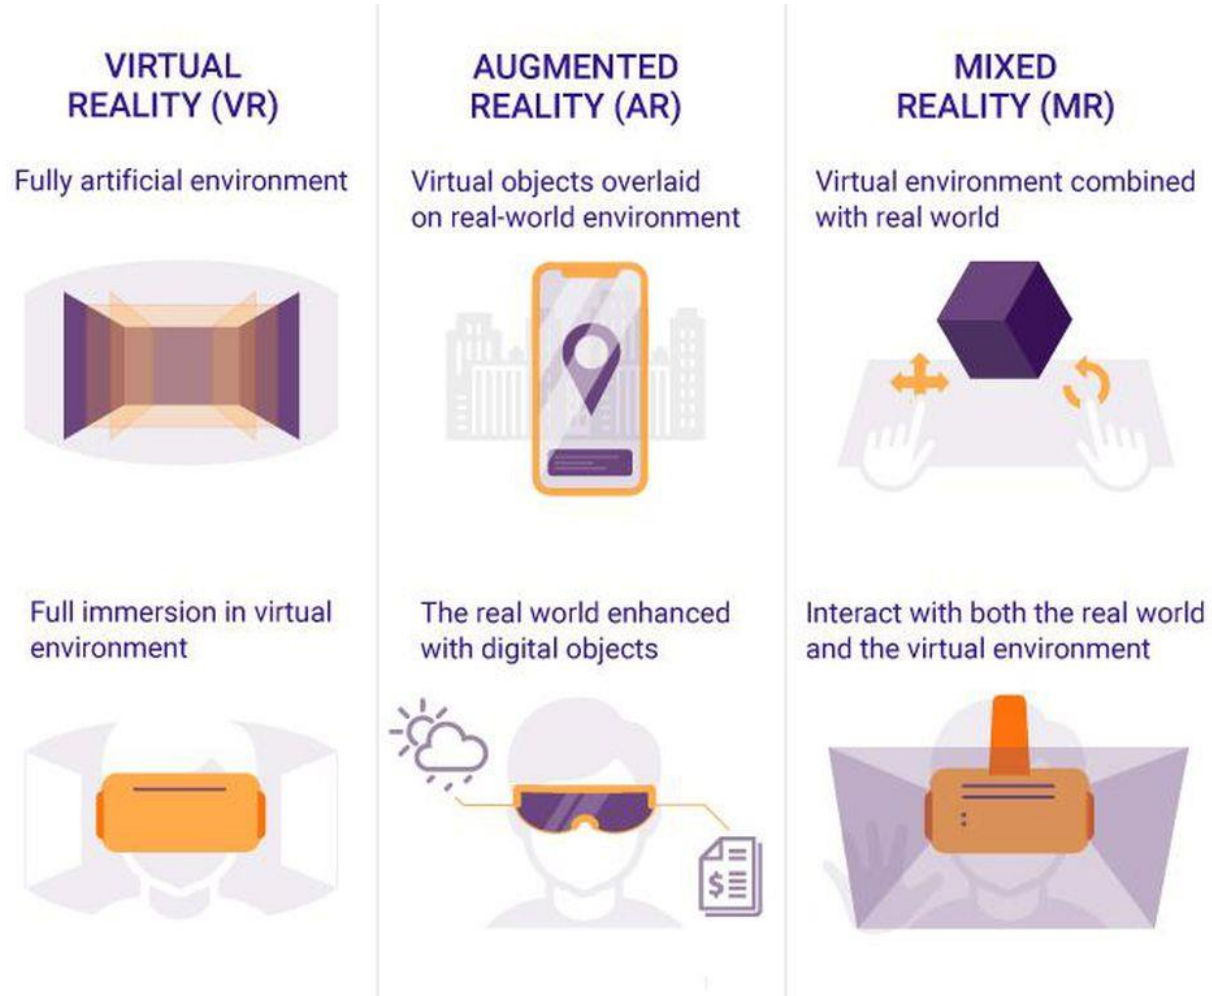 VIRTUAL
REALITY (VR)
Fully artificial environment
Full immersion in virtual
environment
AUGMENTED
REALITY (AR)
Virtual objects overlaid
on real-world environment
The real world enhanced
with digital objects
$
MIXED
REALITY (MR)
Virtual environment combined
with real world
Interact with both the real world
and the virtual environment